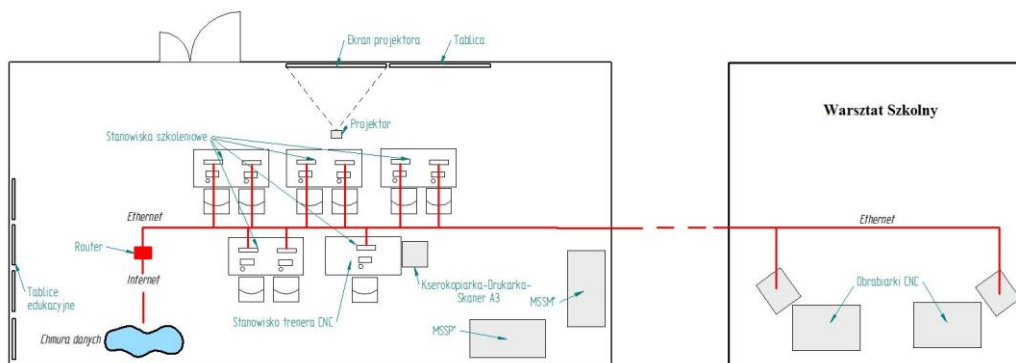 Ekran projektora
Tablica
Warsztat Szkolny
Projektor
Stanowiska szkoleniowe
Ethernet
Ethernet
Router
Internet
Kserokopiarka-Drukarka-
Skaner A3
MSSM*
Obrabiarki CNC
Tablice
edukacyjne
Stanowisko trenera CNC
MSSP*
Chmura danych